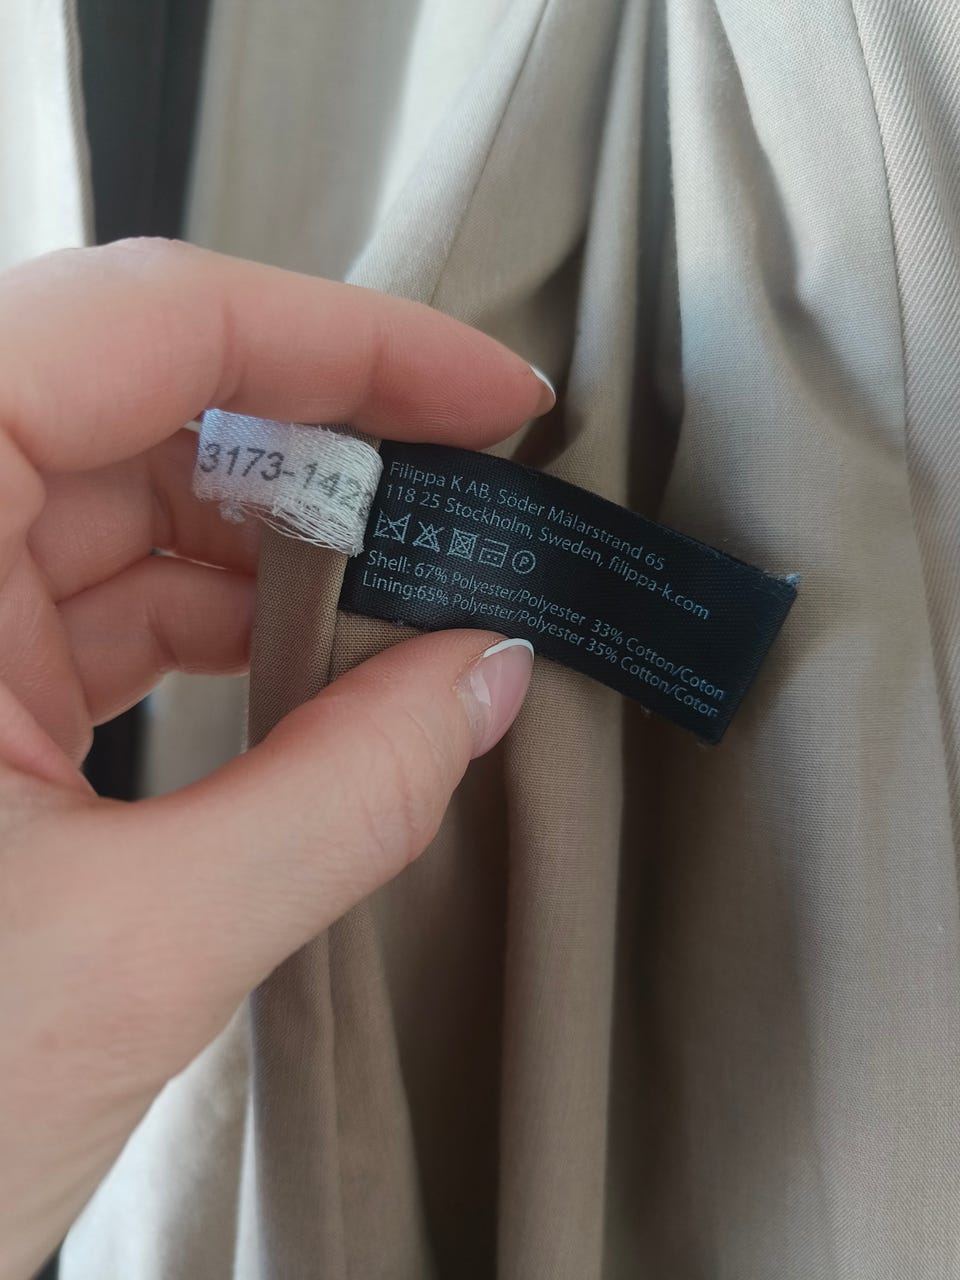 3173-142
Filippa K AB, Söder Mälarstrand 65
118 25 Stockholm, Sweden, filippa-k.com
P
Shell: 67% Polyester/Polyester 33% Cotton/Coton
Lining:65% Polyester/Polyester 35% Cotton/Coton